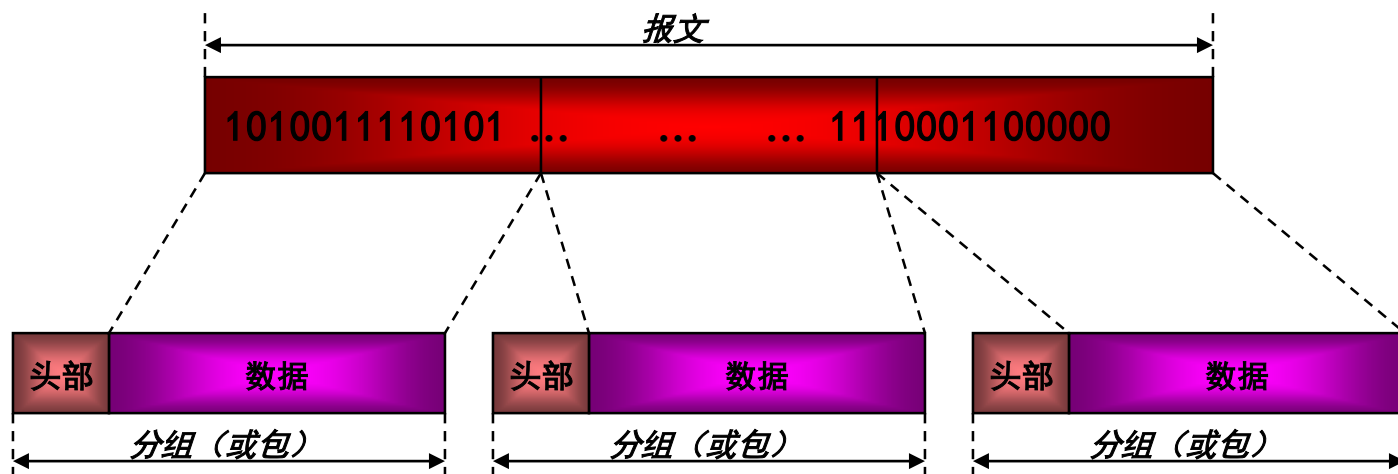 报文
1010011110101 … … … 1110001100000
头部 数据 头部 数据 头部 数据
分组（或包） 分组（或包） 分组（或包）